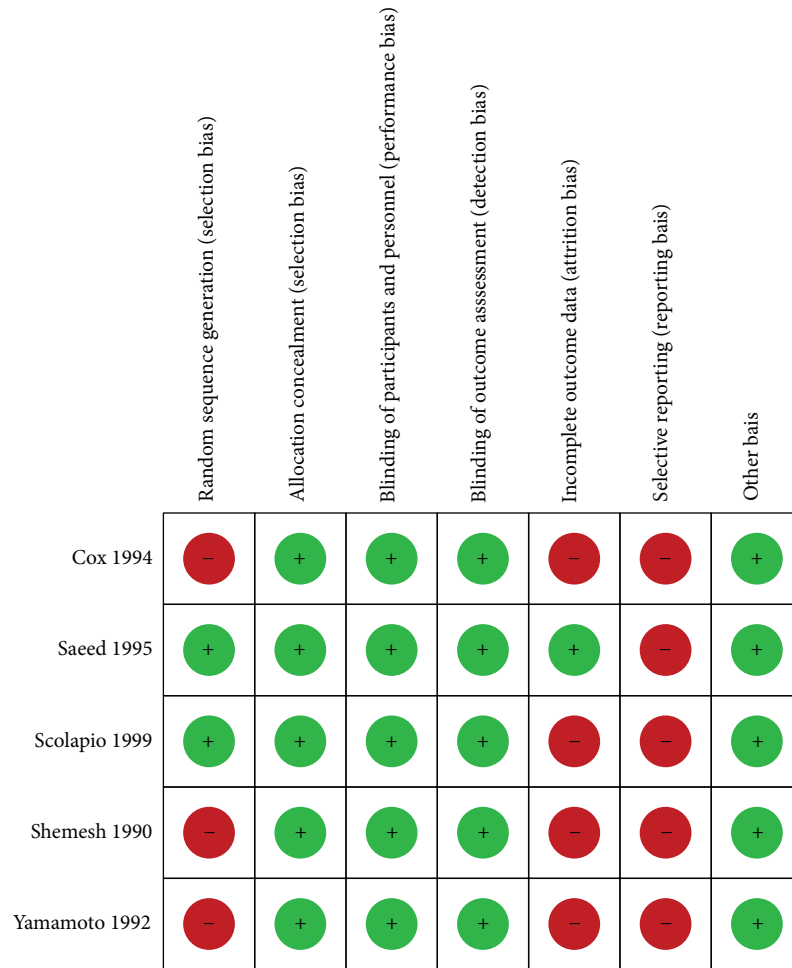 Random sequence generation (selection bias)
Allocation concealment (selection bias)
Blinding of participants and personnel (performance bias)
Blinding of outcome asssessment (detection bias)
Incomplete outcome data (attrition bias)
Selective reporting (reporting bais)
Other bais
Cox 1994 − + + + − − +
Saeed 1995 + + + + + − +
Scolapio 1999 + + + + − − +
Shemesh 1990 − + + + − − +
Yamamoto 1992 − + + + − − +